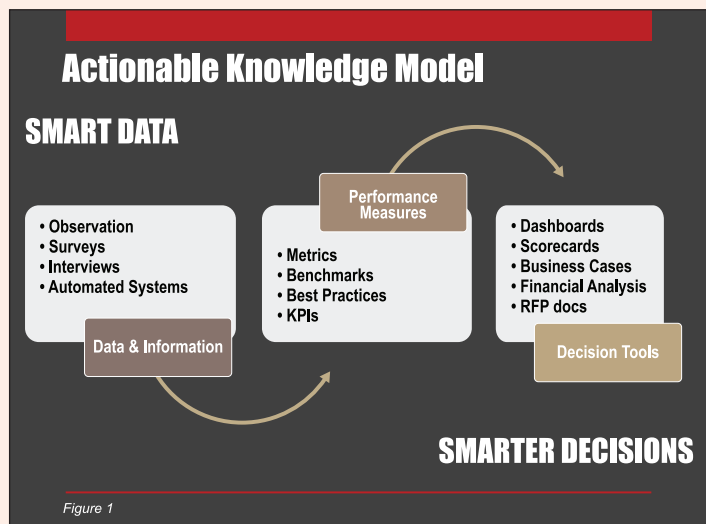 Actionable Knowledge Model
SMART DATA
• Observation
• Surveys
• Interviews
• Automated Systems
Data & Information
Performance
Measures
• Metrics
• Benchmarks
• Best Practices
• KPIs
• Dashboards
• Scorecards
• Business Cases
• Financial Analysis
• RFP docs
Decision Tools
SMARTER DECISIONS
Figure 1